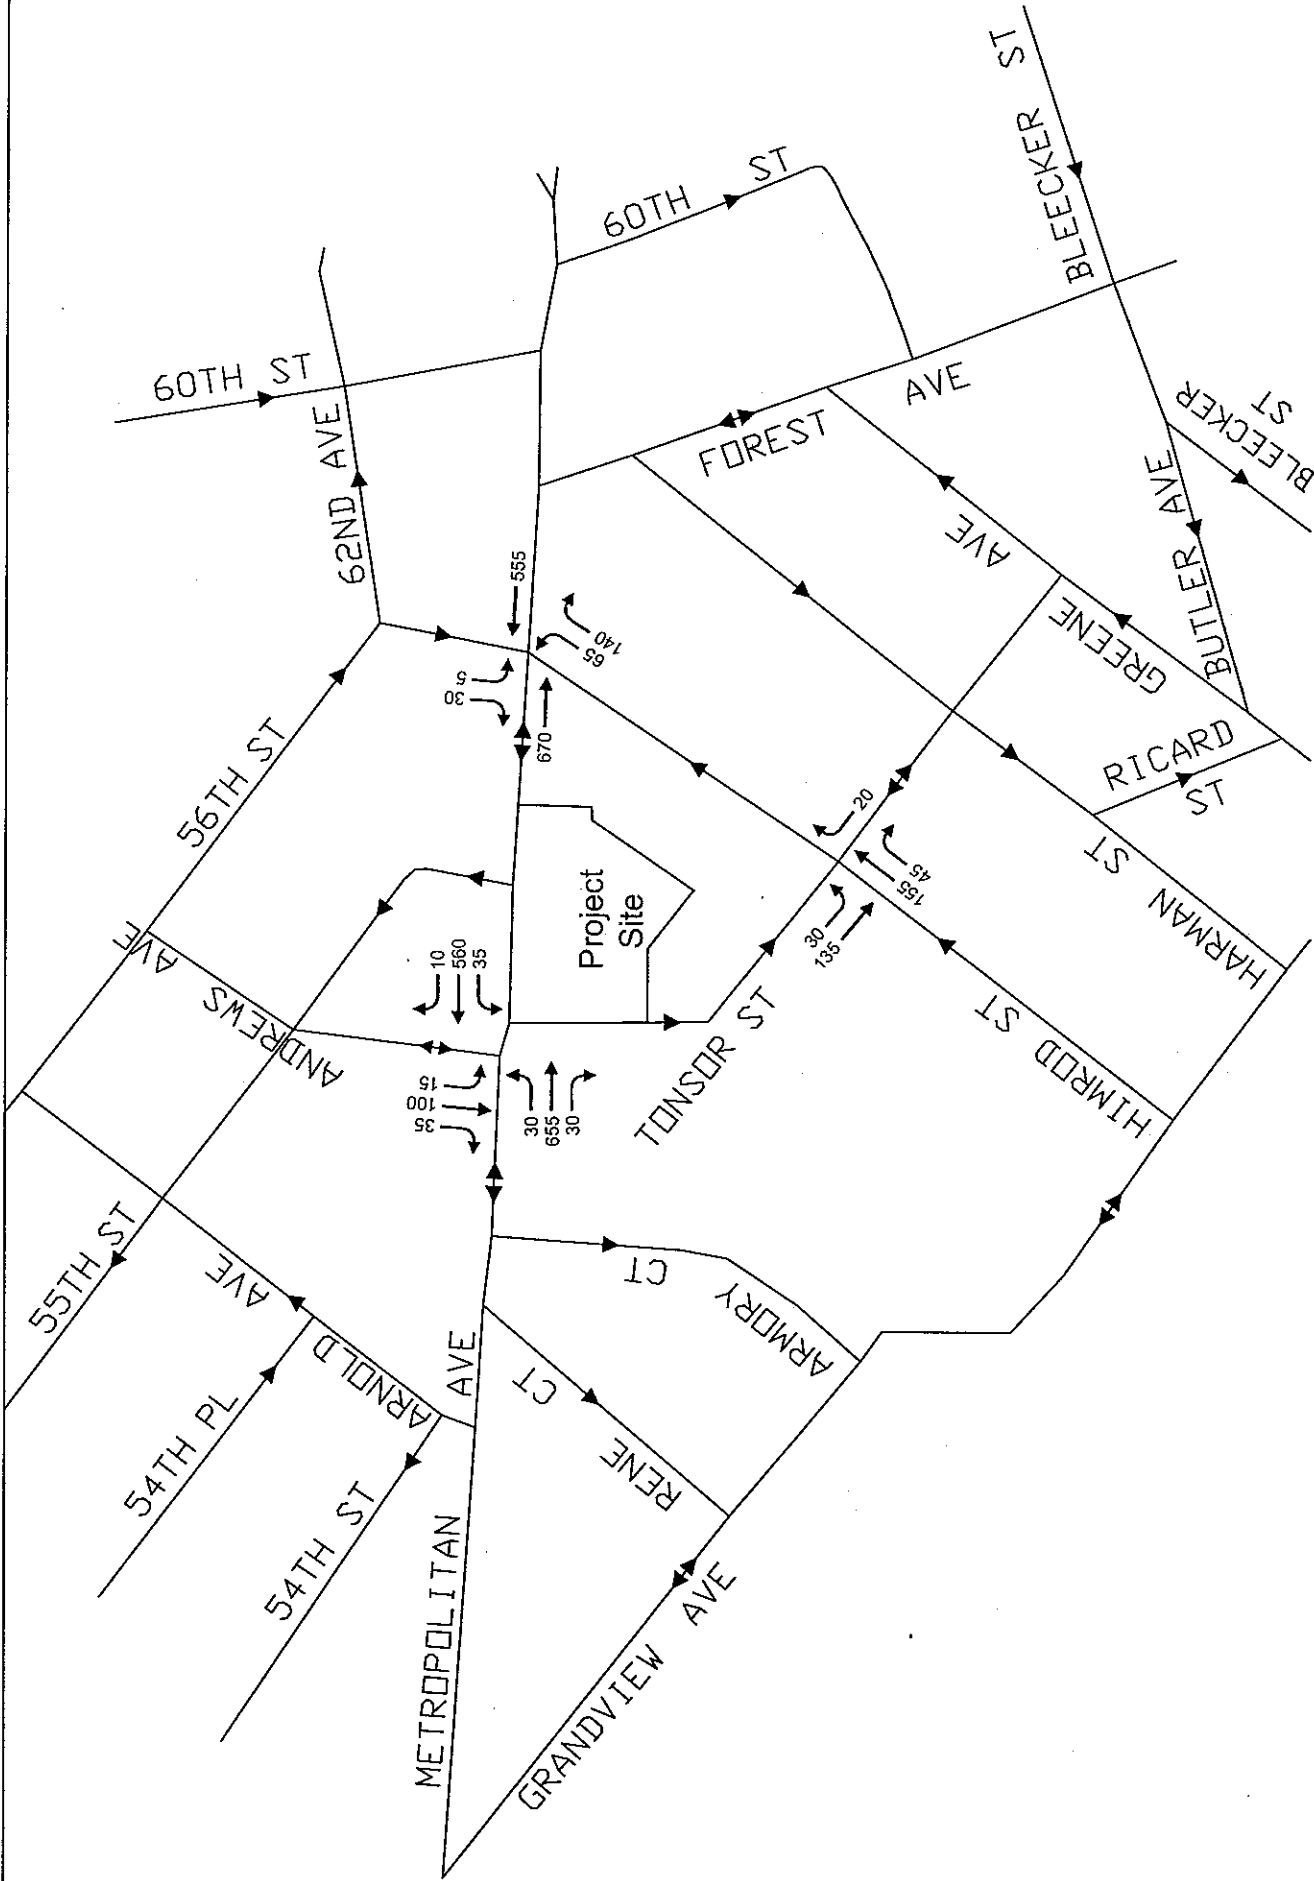 BLEECKER ST
60TH ST
60TH ST
62ND AVE
FOREST AVE
BLEECKER
ST
BUTLER AVE
GREENE AVE
RICARD
ST
HARMAN ST
HIMROD ST
TONSOR ST
56TH ST
ANDREWS AVE
55TH ST
ARNOLD AVE
54TH PL
54TH ST
METROPOLITAN AVE
RENE CT
ARMORY CT
GRANDVIEW AVE
Project
Site
555
5
30
670
65
140
10
560
35
15
100
35
30
655
30
20
30
135
155
45